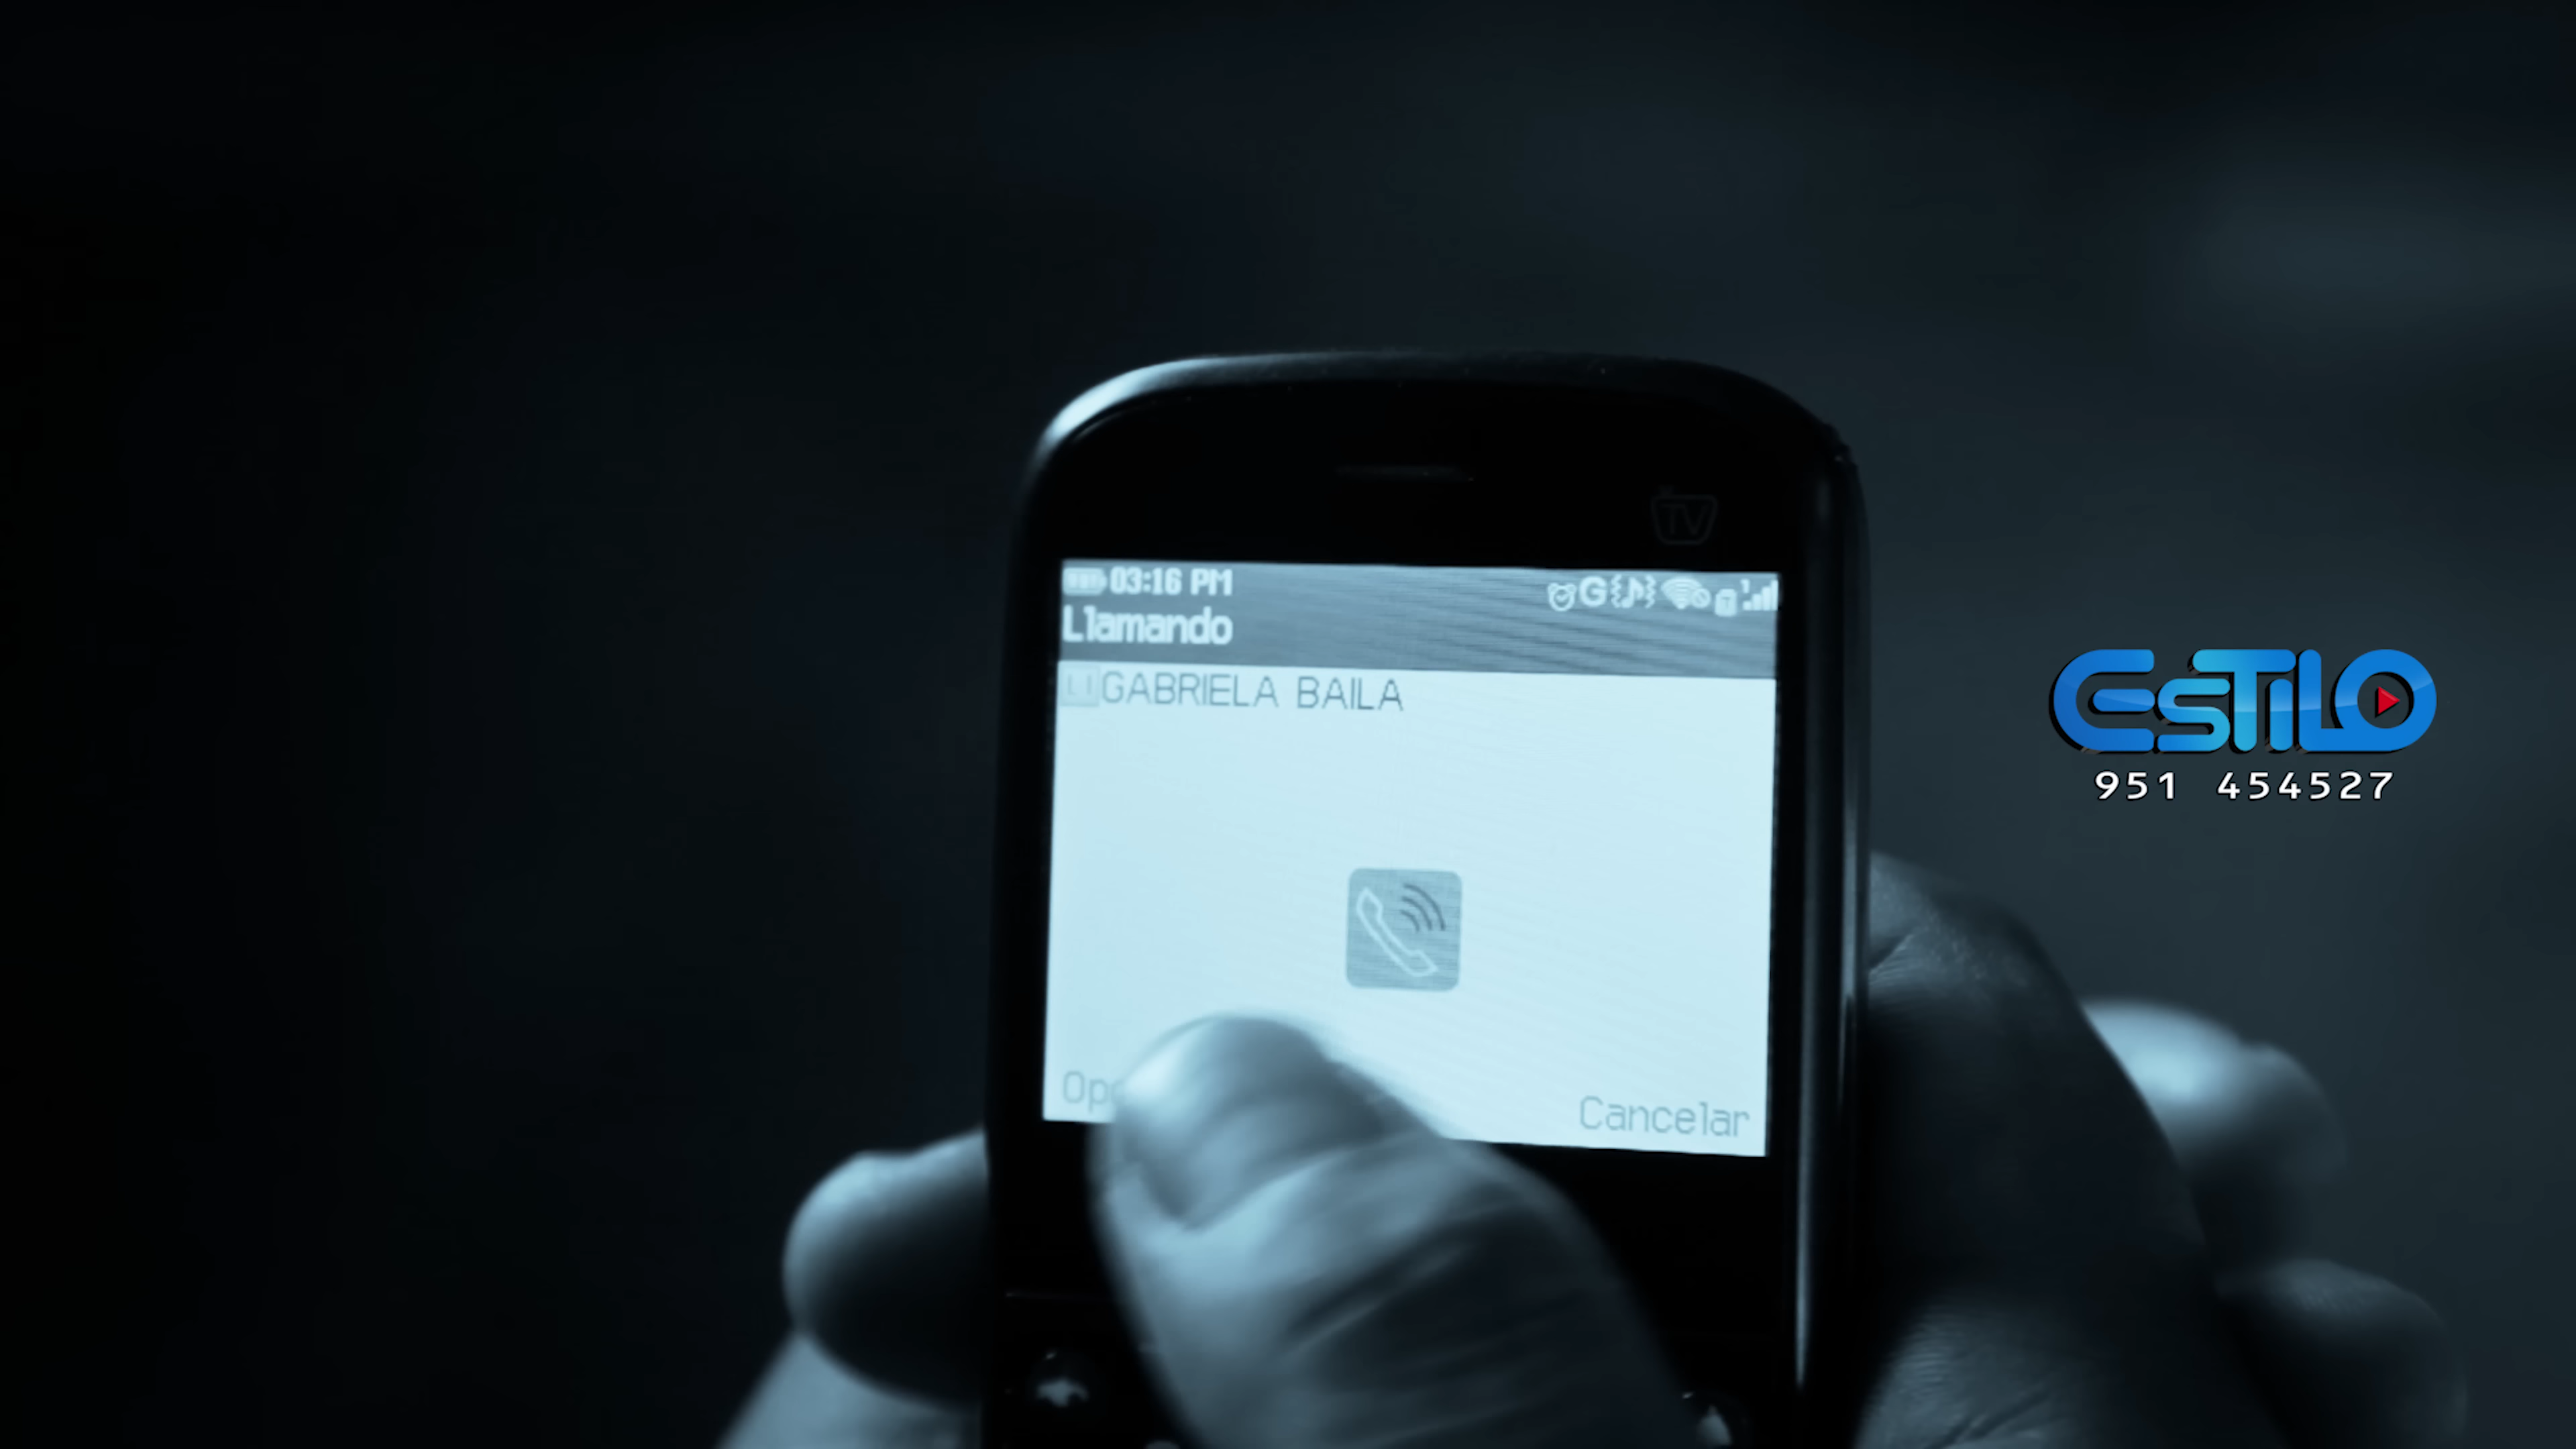 TV
03:16 PM
Llamando
GABRIELA BAILA
Cancelar
ESTILO
951 454527